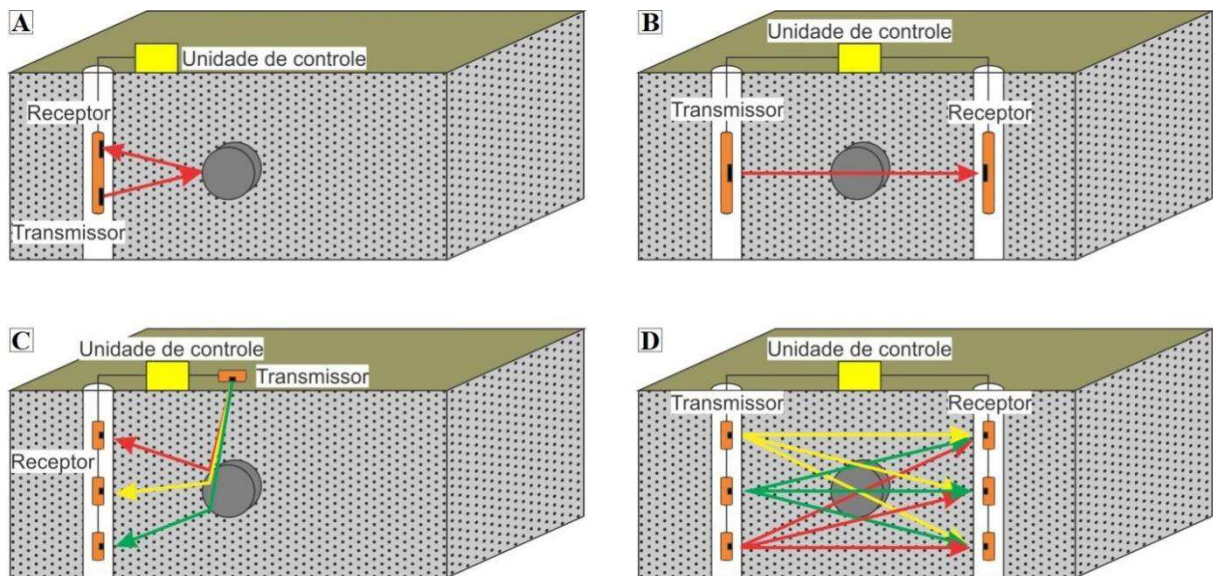 A
Unidade de controle
Receptor
Transmissor
B
Unidade de controle
Transmissor
Receptor
C
Unidade de controle
Transmissor
Receptor
D
Unidade de controle
Transmissor
Receptor